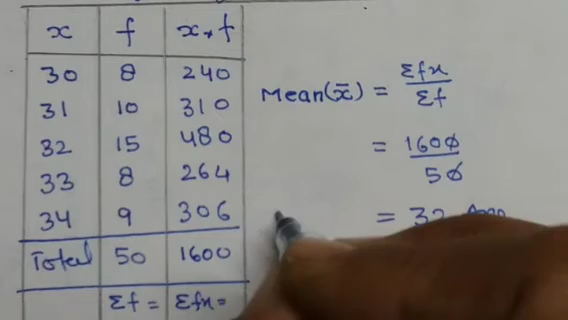 x f x * f
30 8 240
31 10 310
32 15 480
33 8 264
34 9 306
Total 50 1600
Σf = Σfx =
Mean(x̄) = Σfx / Σf
= 1600 / 50
= 32